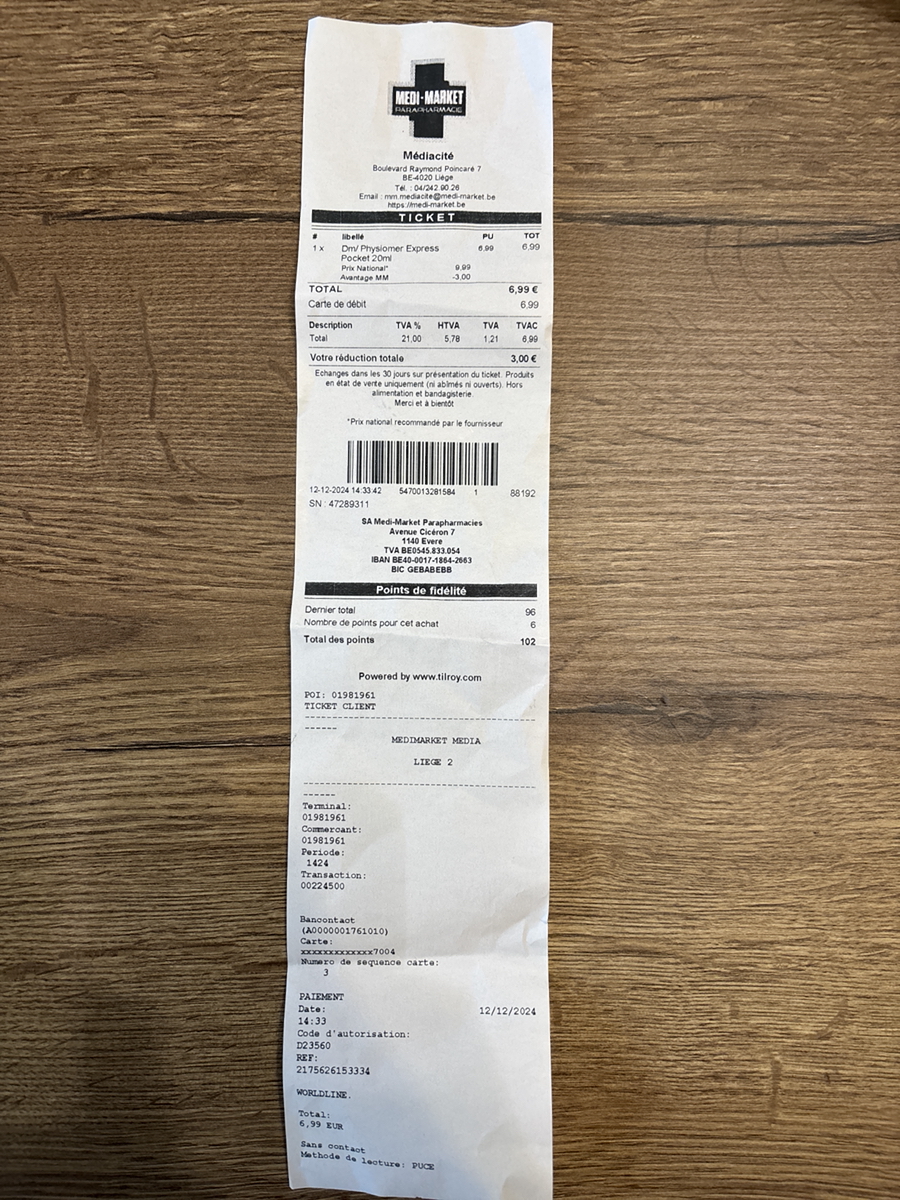 MEDI-MARKET
PARAPHARMACIE
Médiacité
Boulevard Raymond Poincaré 7
BE-4020 Liège
Tél. : 04/242.90.26
Email : mm.mediacite@medi-market.be
https://medi-market.be
TICKET
# libellé PU TOT
1 x Dm/ Physiomer Express 6,99 6,99
Pocket 20ml
Prix National* 9,99
Avantage MM -3,00
TOTAL 6,99 €
Carte de débit 6,99
Description TVA % HTVA TVA TVAC
Total 21,00 5,78 1,21 6,99
Votre réduction totale 3,00 €
Echanges dans les 30 jours sur présentation du ticket. Produits
en état de vente uniquement (ni abîmés ni ouverts). Hors
alimentation et bandagisterie.
Merci et à bientôt
*Prix national recommandé par le fournisseur
12-12-2024 14:33:42 5470013281584 1 88192
SN : 47289311
SA Medi-Market Parapharmacies
Avenue Cicéron 7
1140 Evere
TVA BE0545.833.054
IBAN BE40-0017-1864-2663
BIC GEBABEBB
Points de fidélité
Dernier total 96
Nombre de points pour cet achat 6
Total des points 102
Powered by www.tilroy.com
POI: 01981961
TICKET CLIENT
--------------------------------------
------
MEDIMARKET MEDIA
LIEGE 2
--------------------------------------
------
Terminal:
01981961
Commercant:
01981961
Periode:
1424
Transaction:
00224500
Bancontact
(A0000001761010)
Carte:
xxxxxxxxxxxxx7004
Numero de sequence carte:
3
PAIEMENT
Date: 12/12/2024
14:33
Code d'autorisation:
D23560
REF:
2175626153334
WORLDLINE.
Total:
6,99 EUR
Sans contact
Methode de lecture: PUCE